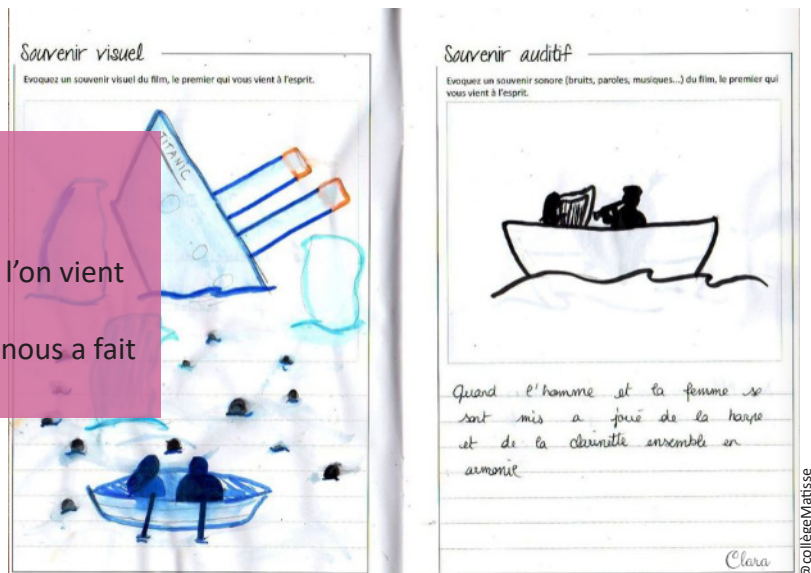 Souvenir visuel
Evoquez un souvenir visuel du film, le premier qui vous vient à l'esprit.
TITANIC
l'on vient
nous a fait
Souvenir auditif
Evoquez un souvenir sonore (bruits, paroles, musiques...) du film, le premier qui
vous vient à l'esprit.
Quand l'homme et la femme se
sont mis a joué de la harpe
et de la clarinette ensemble en
armonie
Clara
©collègeMatisse